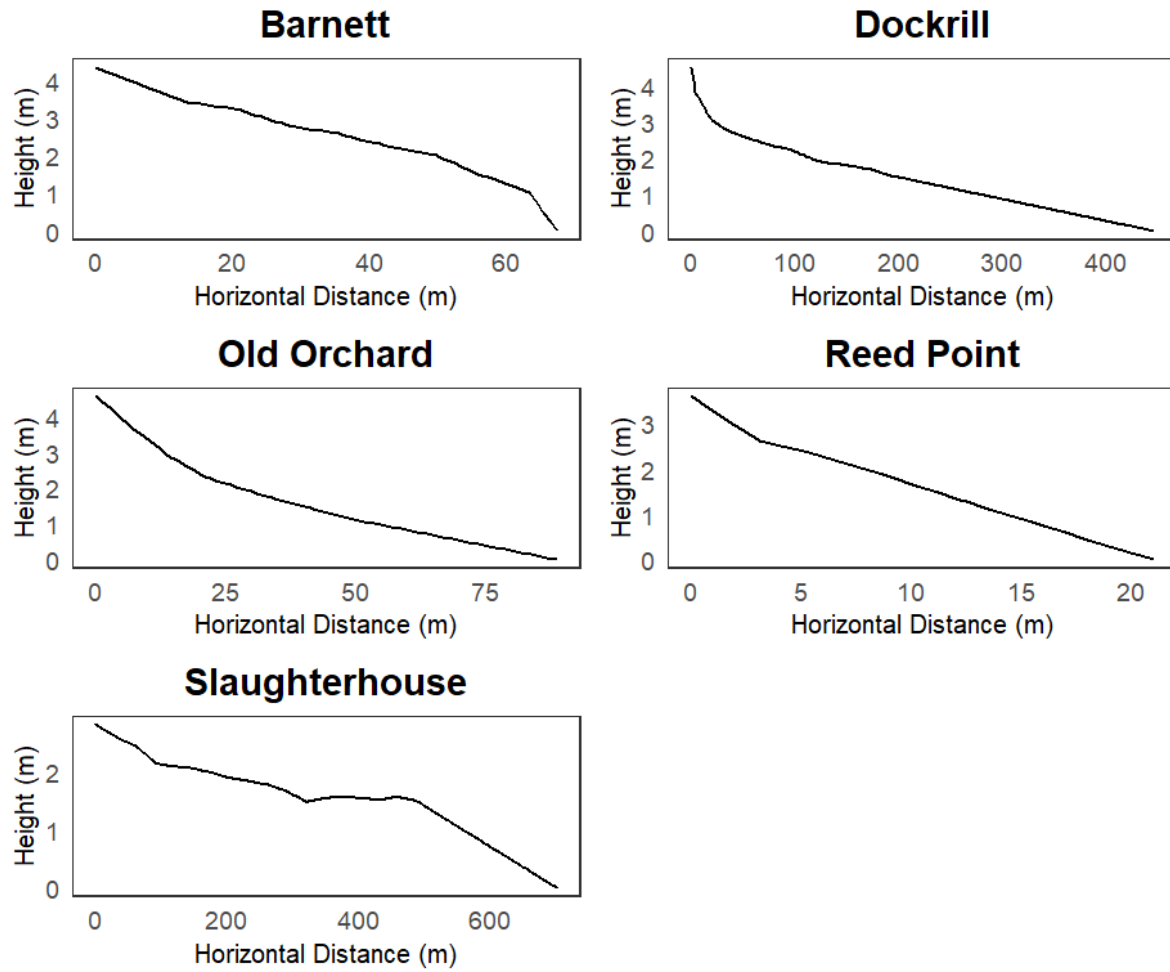 Barnett
Height (m)
4
3
2
1
0
0 20 40 60
Horizontal Distance (m)
Dockrill
Height (m)
4
3
2
1
0
0 100 200 300 400
Horizontal Distance (m)
Old Orchard
Height (m)
4
3
2
1
0
0 25 50 75
Horizontal Distance (m)
Reed Point
Height (m)
3
2
1
0
0 5 10 15 20
Horizontal Distance (m)
Slaughterhouse
Height (m)
2
1
0
0 200 400 600
Horizontal Distance (m)